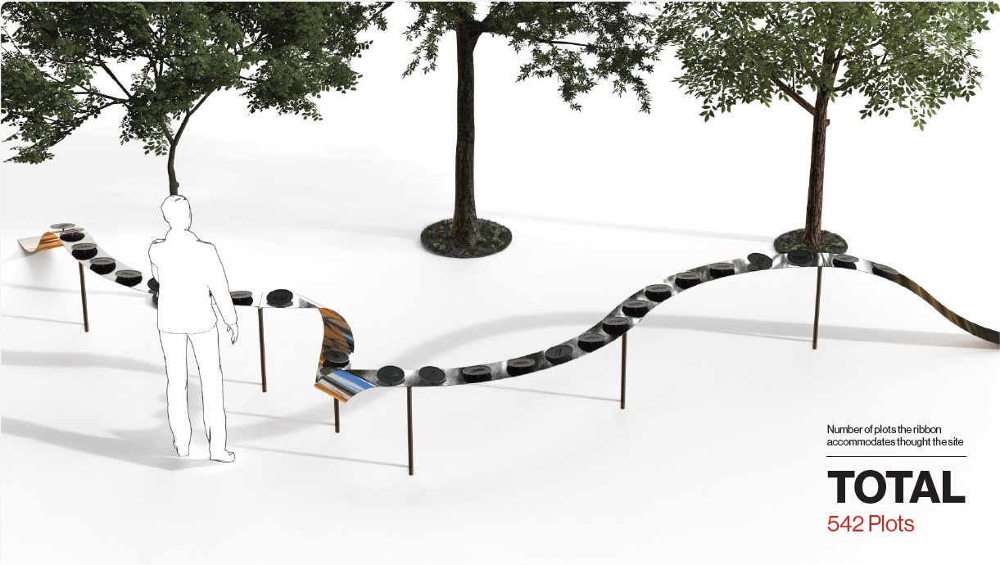 Number of plots the ribbon
accommodates thought the site
TOTAL
542 Plots